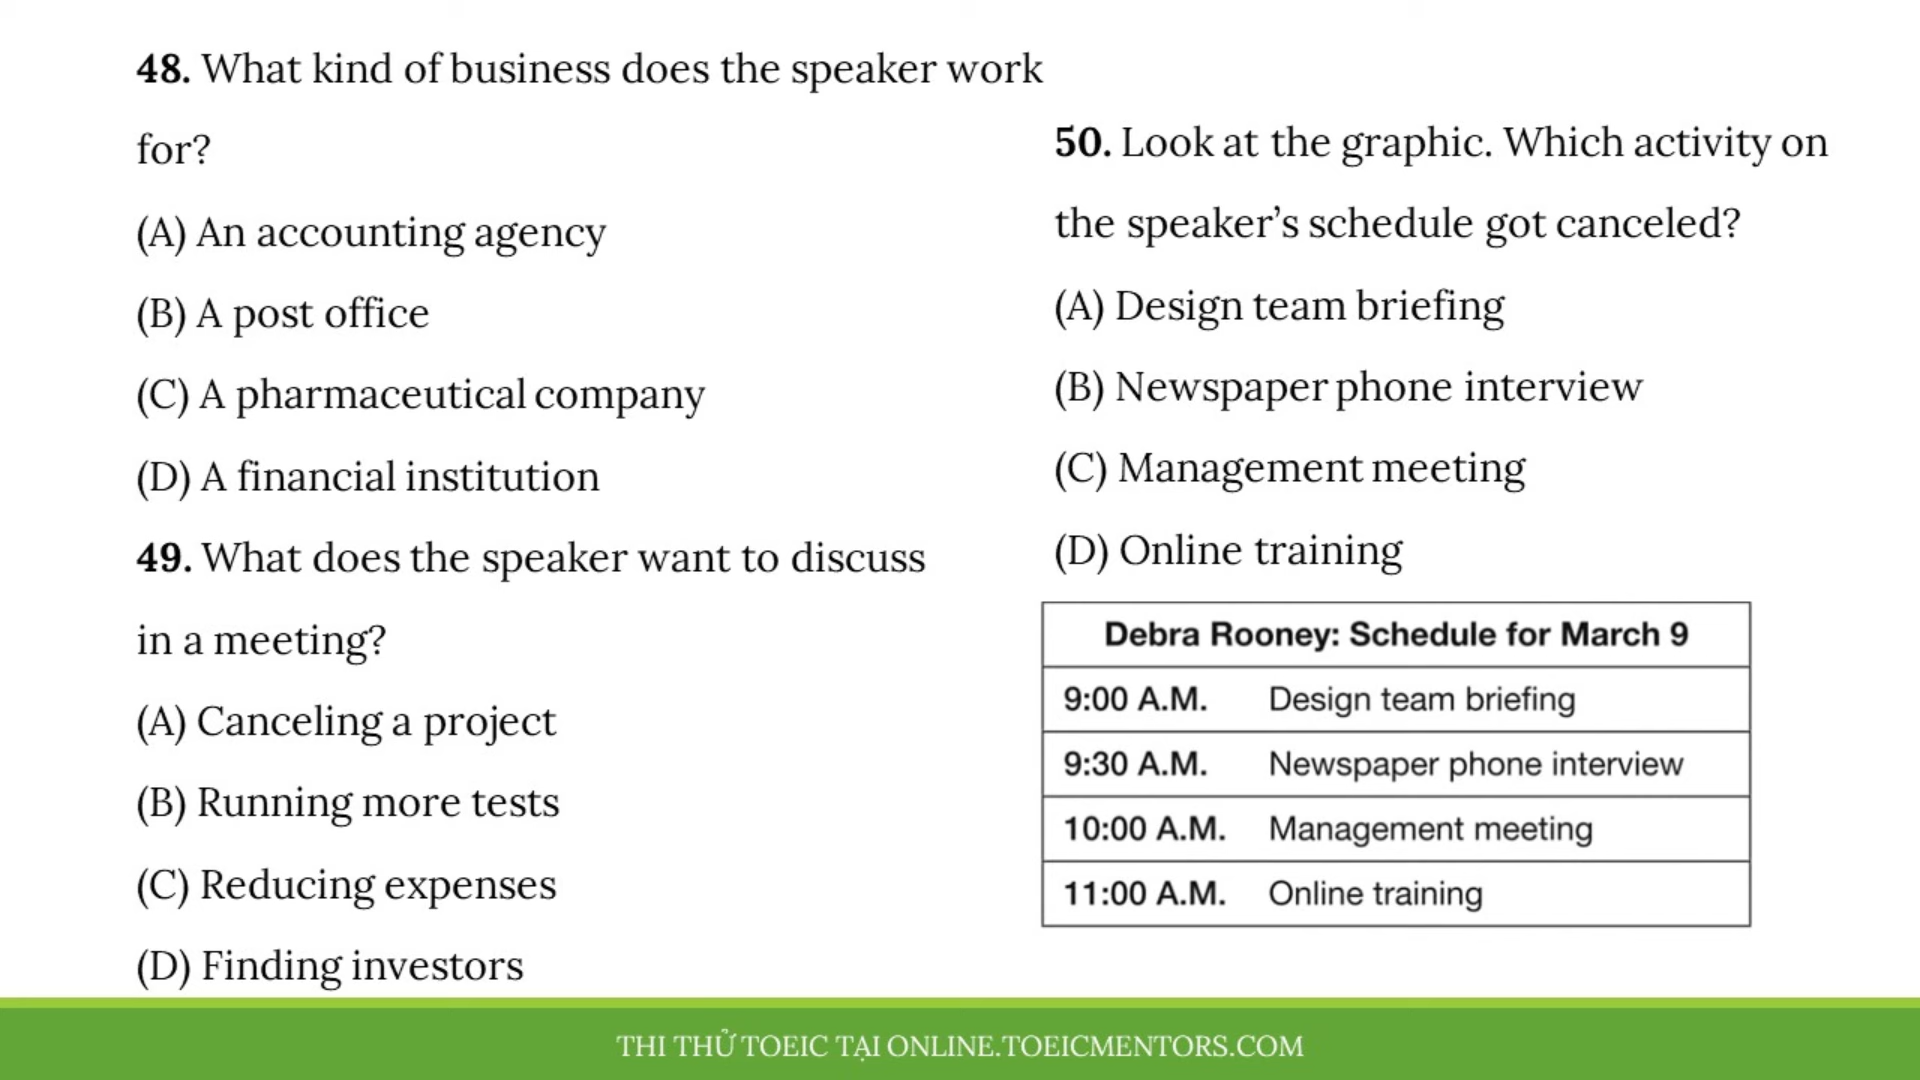 48. What kind of business does the speaker work
for?
(A) An accounting agency
(B) A post office
(C) A pharmaceutical company
(D) A financial institution
49. What does the speaker want to discuss
in a meeting?
(A) Canceling a project
(B) Running more tests
(C) Reducing expenses
(D) Finding investors
50. Look at the graphic. Which activity on
the speaker’s schedule got canceled?
(A) Design team briefing
(B) Newspaper phone interview
(C) Management meeting
(D) Online training
Debra Rooney: Schedule for March 9
9:00 A.M. Design team briefing
9:30 A.M. Newspaper phone interview
10:00 A.M. Management meeting
11:00 A.M. Online training
THI THỬ TOEIC TẠI ONLINE.TOEICMENTORS.COM